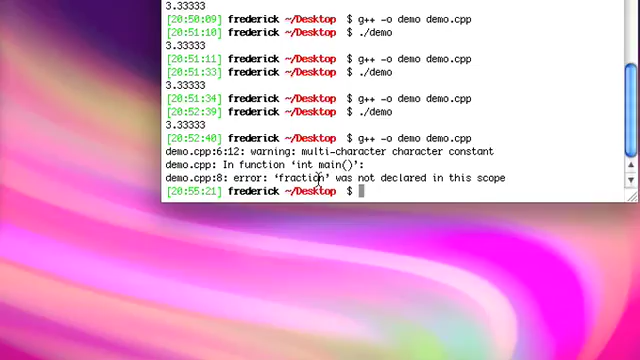 3.33333
[20:50:09] frederick ~/Desktop $ g++ -o demo demo.cpp
[20:51:10] frederick ~/Desktop $ ./demo
3.33333
[20:51:11] frederick ~/Desktop $ g++ -o demo demo.cpp
[20:51:33] frederick ~/Desktop $ ./demo
3.33333
[20:51:34] frederick ~/Desktop $ g++ -o demo demo.cpp
[20:52:39] frederick ~/Desktop $ ./demo
3.33333
[20:52:40] frederick ~/Desktop $ g++ -o demo demo.cpp
demo.cpp:6:12: warning: multi-character character constant
demo.cpp: In function ‘int main()’:
demo.cpp:8: error: ‘fraction’ was not declared in this scope
[20:55:21] frederick ~/Desktop $